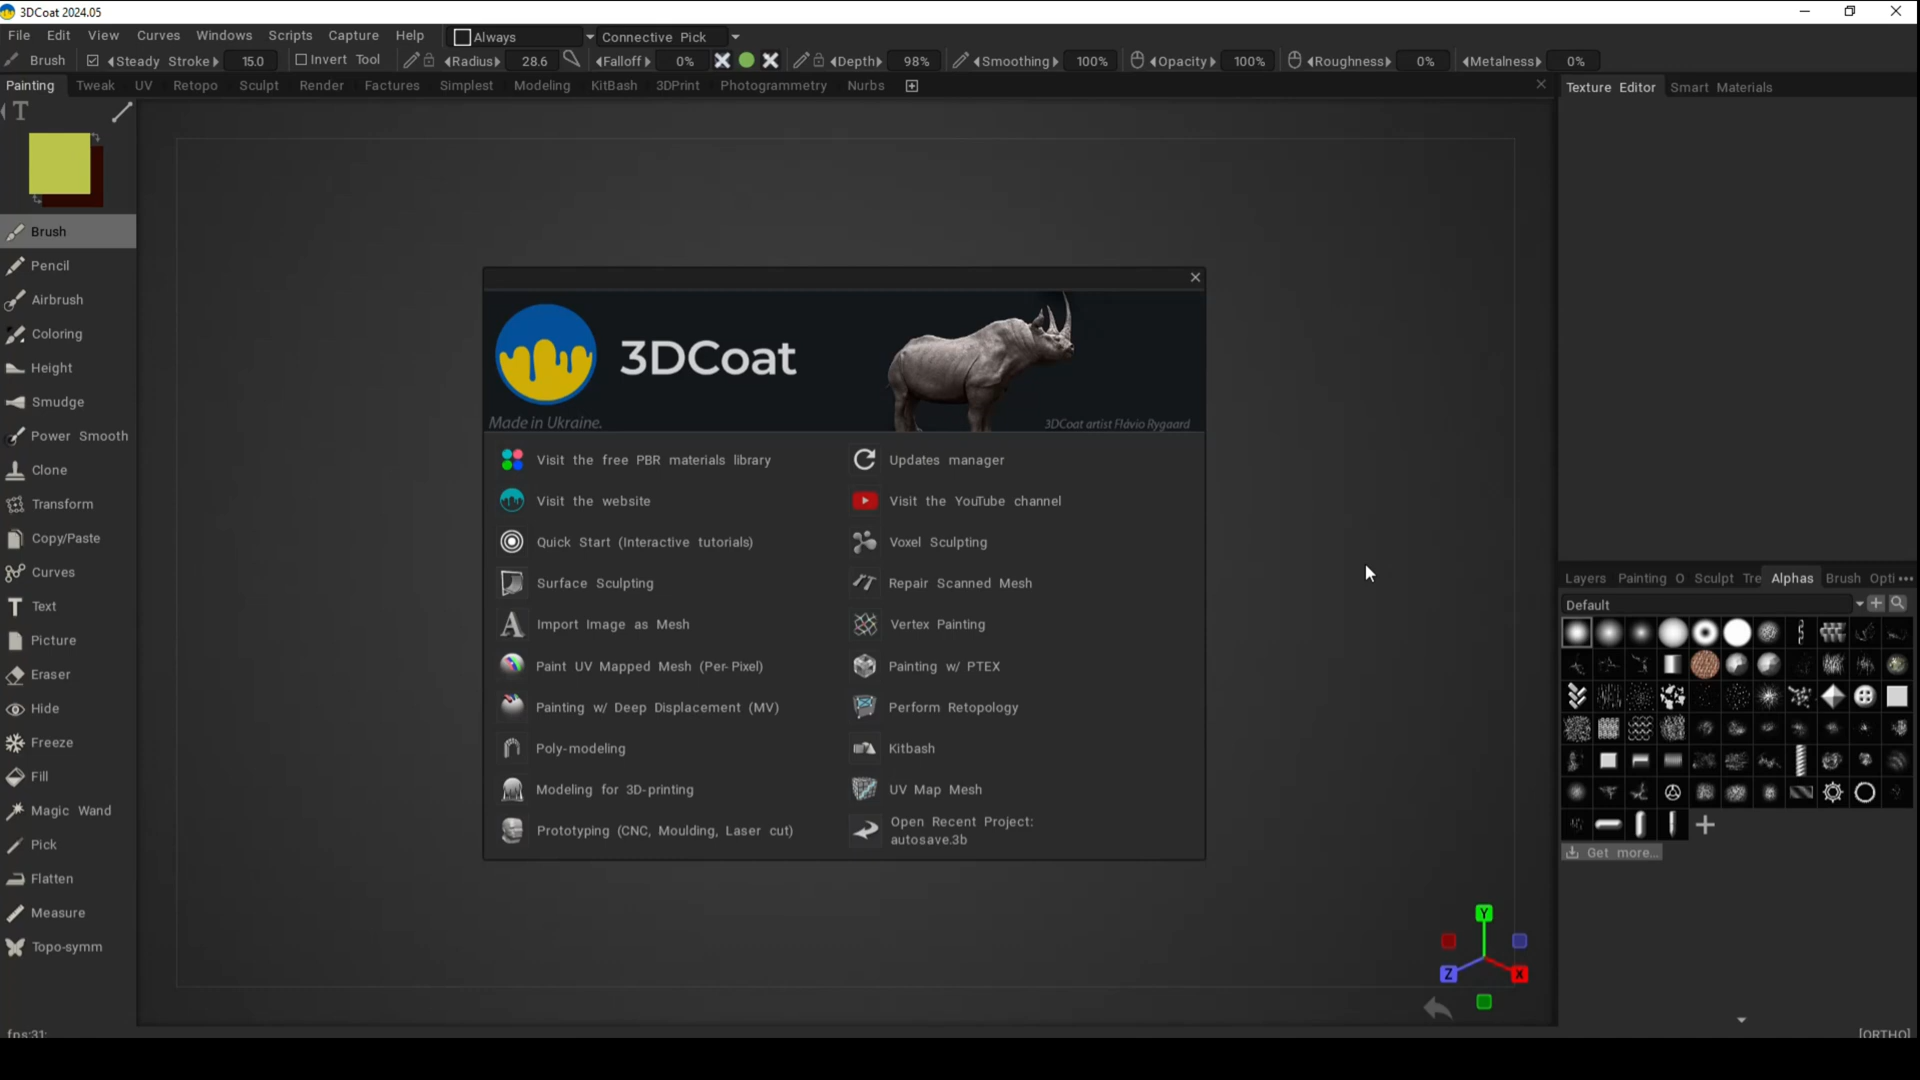 3DCoat 2024.05
File Edit View Curves Windows Scripts Capture Help Always Connective Pick
Brush Steady Stroke 15.0 Invert Tool Radius 28.6 Falloff 0% Depth 98% Smoothing 100% Opacity 100% Roughness 0% Metalness 0%
Painting Tweak UV Retopo Sculpt Render Factures Simplest Modeling KitBash 3DPrint Photogrammetry Nurbs
Texture Editor Smart Materials
T
Brush
Pencil
Airbrush
Coloring
Height
Smudge
Power Smooth
Clone
Transform
Copy/Paste
Curves
Text
Picture
Eraser
Hide
Freeze
Fill
Magic Wand
Pick
Flatten
Measure
Topo-symm
fps:31;
3DCoat
Made in Ukraine.
3DCoat artist Flávio Rygaard
Visit the free PBR materials library
Updates manager
Visit the website
Visit the YouTube channel
Quick Start (Interactive tutorials)
Voxel Sculpting
Surface Sculpting
Repair Scanned Mesh
Import Image as Mesh
Vertex Painting
Paint UV Mapped Mesh (Per-Pixel)
Painting w/ PTEX
Painting w/ Deep Displacement (MV)
Perform Retopology
Poly-modeling
Kitbash
Modeling for 3D-printing
UV Map Mesh
Prototyping (CNC, Moulding, Laser cut)
Open Recent Project:
autosave.3b
Layers Painting O Sculpt Tre Alphas Brush Opti
Default
Get more...
Y
Z
X
[ORTHO]